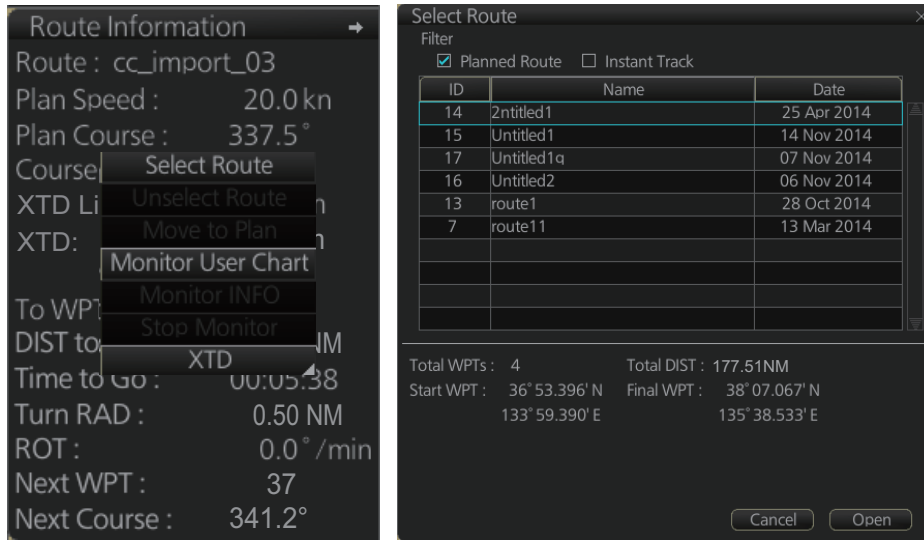 Route Information
Route : cc_import_03
Plan Speed : 20.0 kn
Plan Course : 337.5°
Course
Select Route
Unselect Route
XTD Li
Move to Plan
XTD:
Monitor User Chart
Monitor INFO
To WPT
Stop Monitor
DIST to NM
XTD
Time to Go : 00:05:38
Turn RAD : 0.50 NM
ROT : 0.0°/min
Next WPT : 37
Next Course : 341.2°
Select Route
Filter
Planned Route Instant Track
ID Name Date
14 2ntitled1 25 Apr 2014
15 Untitled1 14 Nov 2014
17 Untitled1q 07 Nov 2014
16 Untitled2 06 Nov 2014
13 route1 28 Oct 2014
7 route11 13 Mar 2014
Total WPTs : 4 Total DIST : 177.51NM
Start WPT : 36°53.396' N Final WPT : 38°07.067' N
133°59.390' E 135°38.533' E
Cancel Open